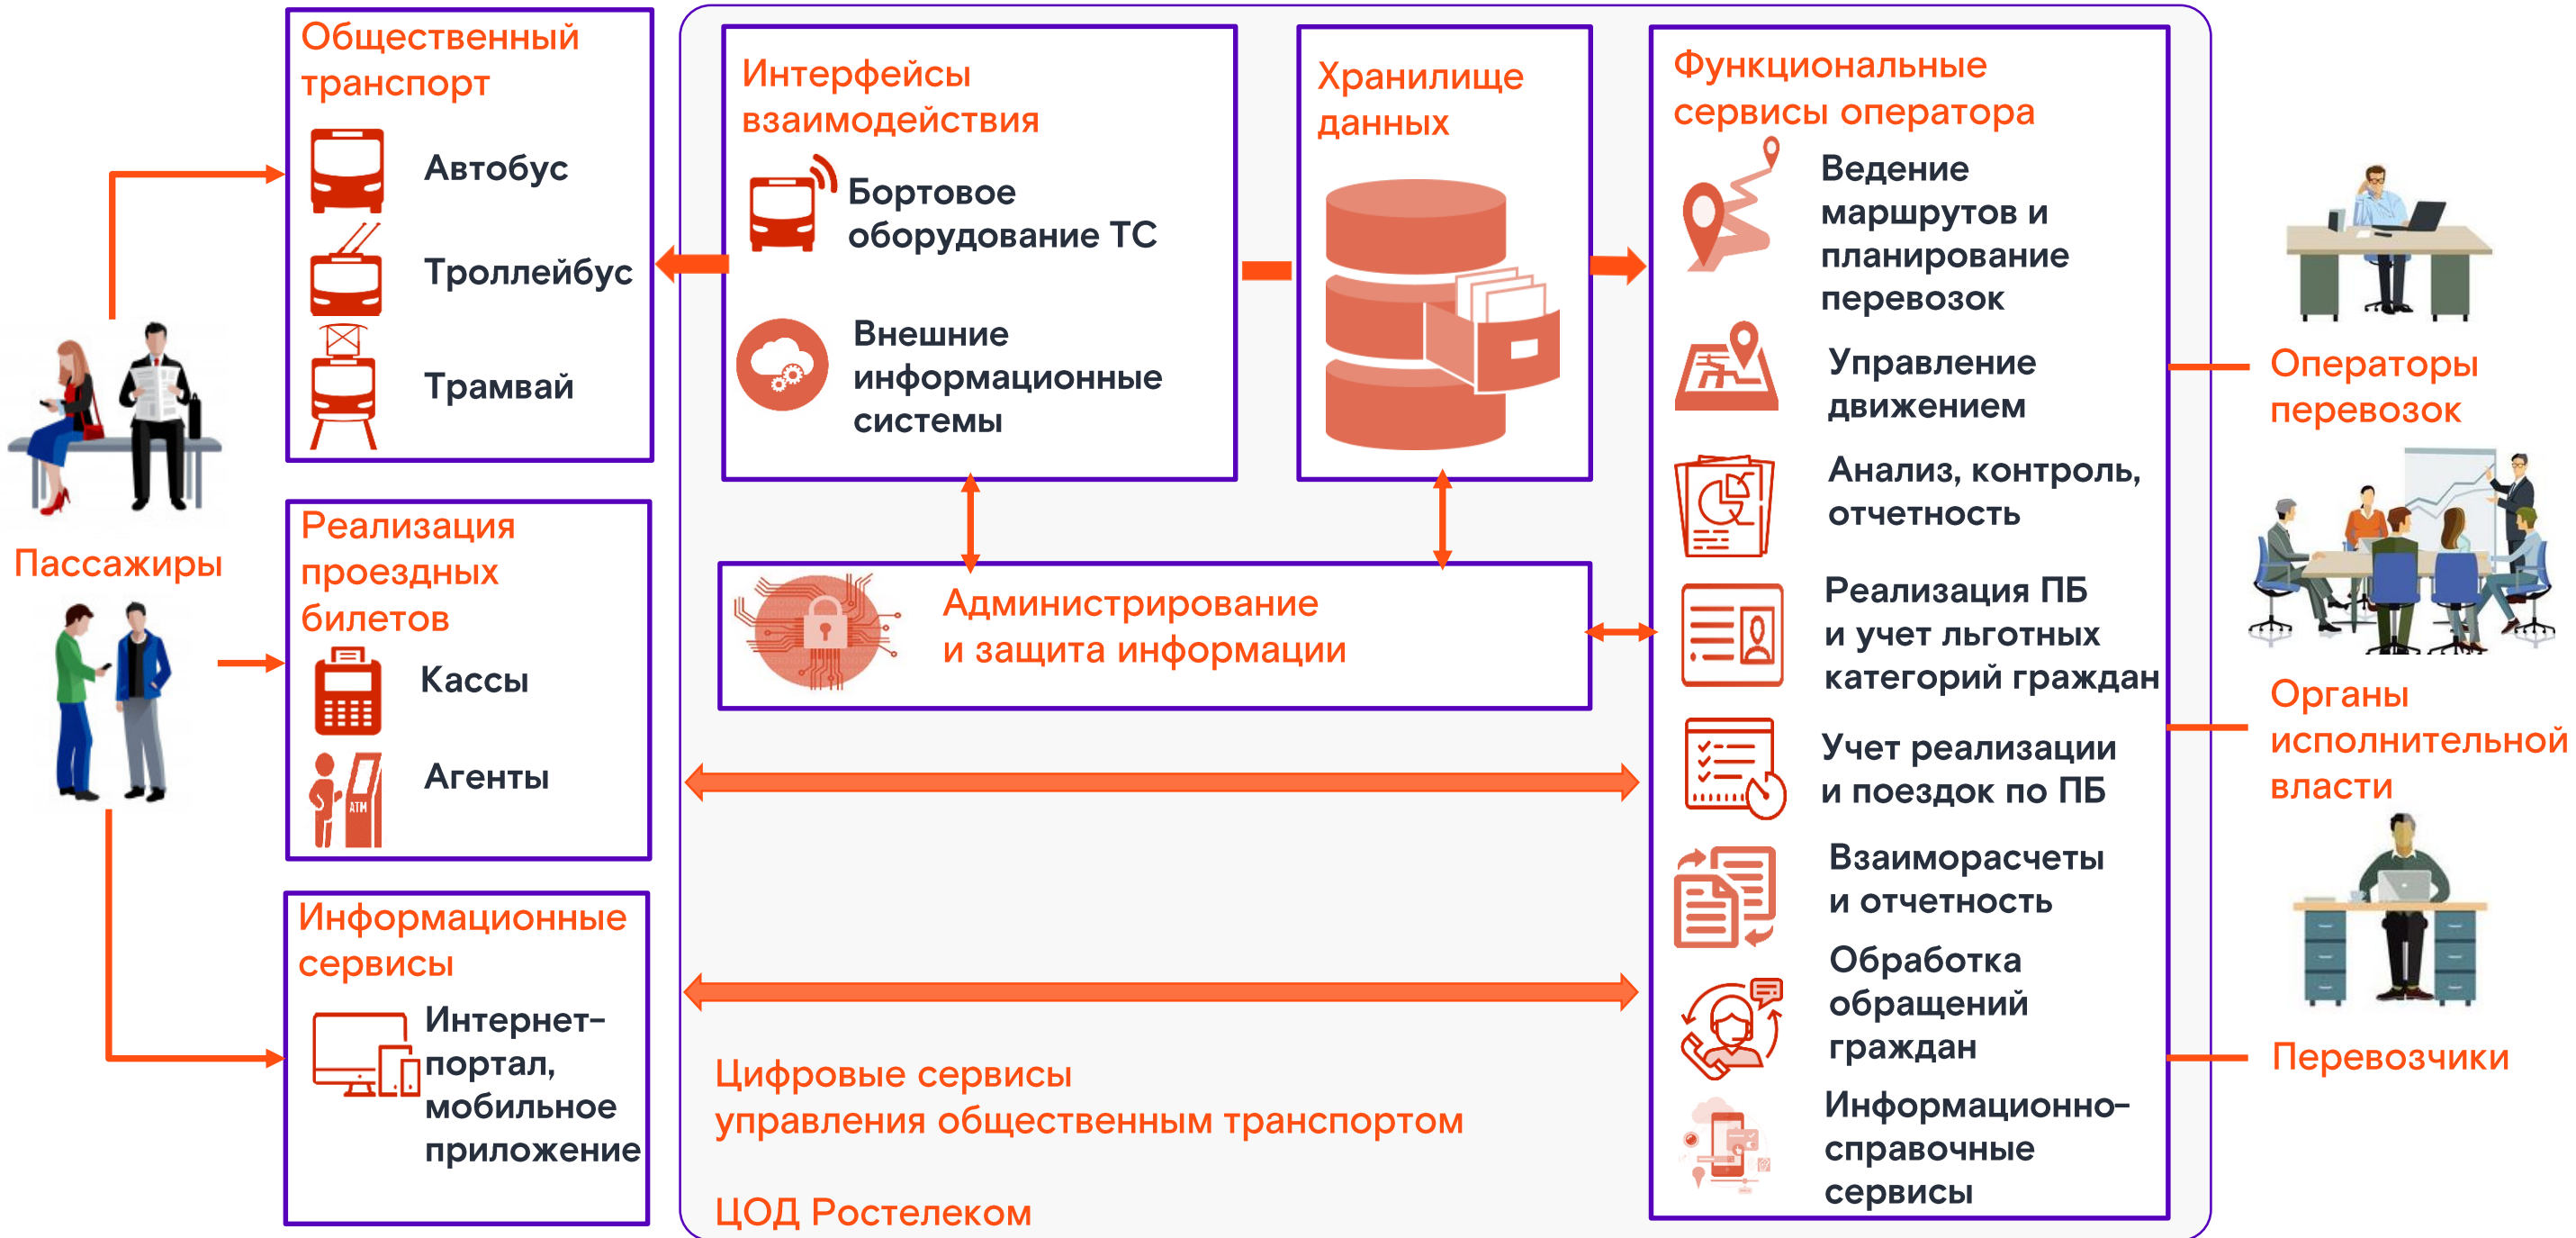 Пассажиры
Общественный
транспорт
Автобус
Троллейбус
Трамвай
Реализация
проездных
билетов
Кассы
ATM
Агенты
Информационные
сервисы
Интернет-
портал,
мобильное
приложение
Интерфейсы
взаимодействия
Бортовое
оборудование ТС
Внешние
информационные
системы
Хранилище
данных
Администрирование
и защита информации
Цифровые сервисы
управления общественным транспортом
ЦОД Ростелеком
Функциональные
сервисы оператора
Ведение
маршрутов и
планирование
перевозок
Управление
движением
Анализ, контроль,
отчетность
Реализация ПБ
и учет льготных
категорий граждан
Учет реализации
и поездок по ПБ
Взаиморасчеты
и отчетность
Обработка
обращений
граждан
Информационно-
справочные
сервисы
Операторы
перевозок
Органы
исполнительной
власти
Перевозчики